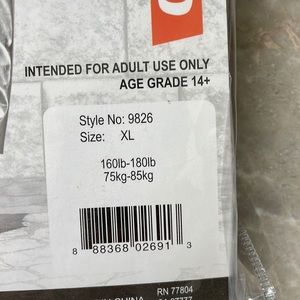 INTENDED FOR ADULT USE ONLY
AGE GRADE 14+
Style No: 9826
Size: XL
160lb-180lb
75kg-85kg
8 88368 02691 3
RN 77804